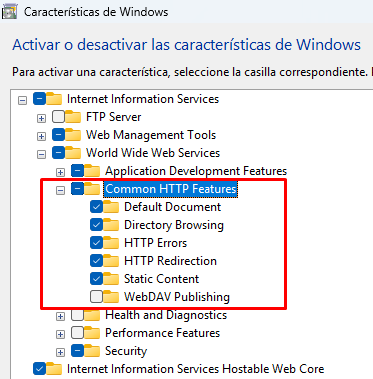 Características de Windows
Activar o desactivar las características de Windows
Para activar una característica, seleccione la casilla correspondiente.
Internet Information Services
FTP Server
Web Management Tools
World Wide Web Services
Application Development Features
Common HTTP Features
Default Document
Directory Browsing
HTTP Errors
HTTP Redirection
Static Content
WebDAV Publishing
Health and Diagnostics
Performance Features
Security
Internet Information Services Hostable Web Core